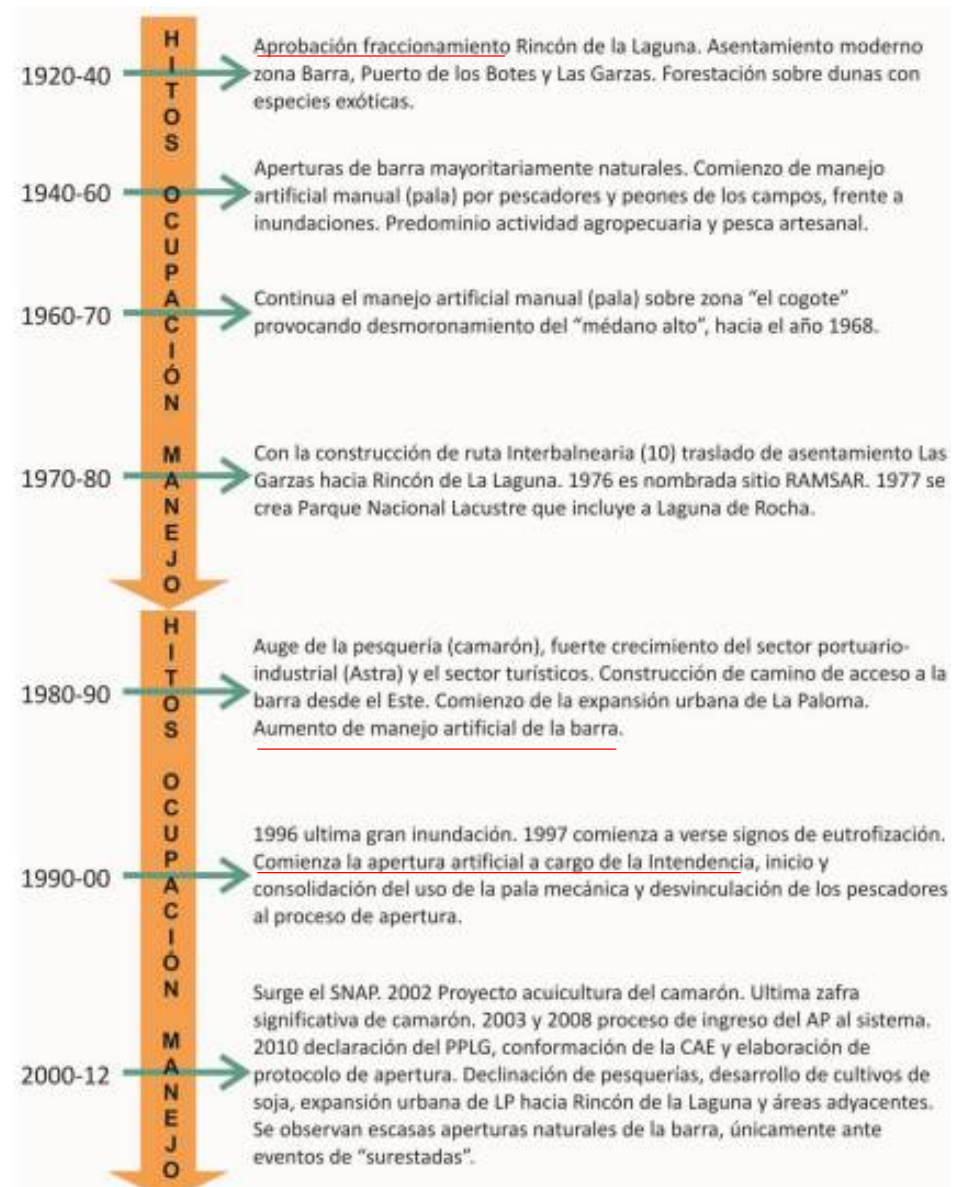 HITOS OCUPACIÓN MANEJO
1920-40
Aprobación fraccionamiento Rincón de la Laguna. Asentamiento moderno
zona Barra, Puerto de los Botes y Las Garzas. Forestación sobre dunas con
especies exóticas.
1940-60
Aperturas de barra mayoritariamente naturales. Comienzo de manejo
artificial manual (pala) por pescadores y peones de los campos, frente a
inundaciones. Predominio actividad agropecuaria y pesca artesanal.
1960-70
Continua el manejo artificial manual (pala) sobre zona “el cogote”
provocando desmoronamiento del “médano alto”, hacia el año 1968.
1970-80
Con la construcción de ruta Interbalnearia (10) traslado de asentamiento Las
Garzas hacia Rincón de La Laguna. 1976 es nombrada sitio RAMSAR. 1977 se
crea Parque Nacional Lacustre que incluye a Laguna de Rocha.
HITOS OCUPACIÓN MANEJO
1980-90
Auge de la pesquería (camarón), fuerte crecimiento del sector portuario-
industrial (Astra) y el sector turísticos. Construcción de camino de acceso a la
barra desde el Este. Comienzo de la expansión urbana de La Paloma.
Aumento de manejo artificial de la barra.
1990-00
1996 ultima gran inundación. 1997 comienza a verse signos de eutrofización.
Comienza la apertura artificial a cargo de la Intendencia, inicio y
consolidación del uso de la pala mecánica y desvinculación de los pescadores
al proceso de apertura.
2000-12
Surge el SNAP. 2002 Proyecto acuicultura del camarón. Ultima zafra
significativa de camarón. 2003 y 2008 proceso de ingreso del AP al sistema.
2010 declaración del PPLG, conformación de la CAE y elaboración de
protocolo de apertura. Declinación de pesquerías, desarrollo de cultivos de
soja, expansión urbana de LP hacia Rincón de la Laguna y áreas adyacentes.
Se observan escasas aperturas naturales de la barra, únicamente ante
eventos de “surestadas”.